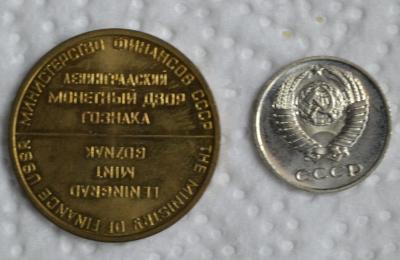 МИНИСТЕРСТВО ФИНАНСОВ СССР
ЛЕНИНГРАДСКИЙ
МОНЕТНЫЙ ДВОР
ГОЗНАКА
THE MINISTRY OF FINANCE USSR
LENINGRAD
MINT
GOZNAK
СССР